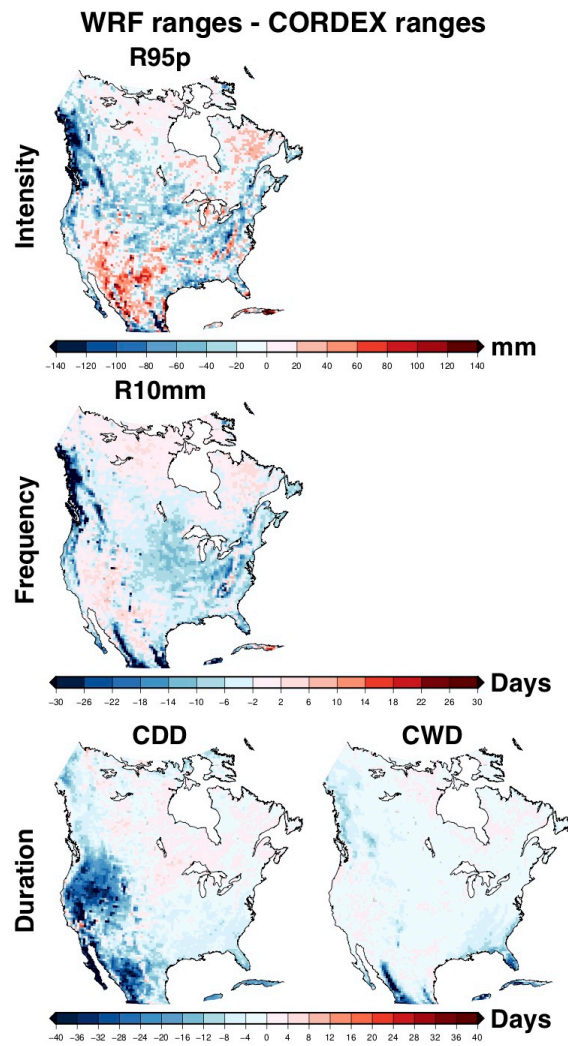 WRF ranges - CORDEX ranges
R95p
Intensity
−140 −120 −100 −80 −60 −40 −20 0 20 40 60 80 100 120 140
mm
R10mm
Frequency
−30 −26 −22 −18 −14 −10 −6 −2 2 6 10 14 18 22 26 30
Days
CDD CWD
Duration
−40 −36 −32 −28 −24 −20 −16 −12 −8 −4 0 4 8 12 16 20 24 28 32 36 40
Days